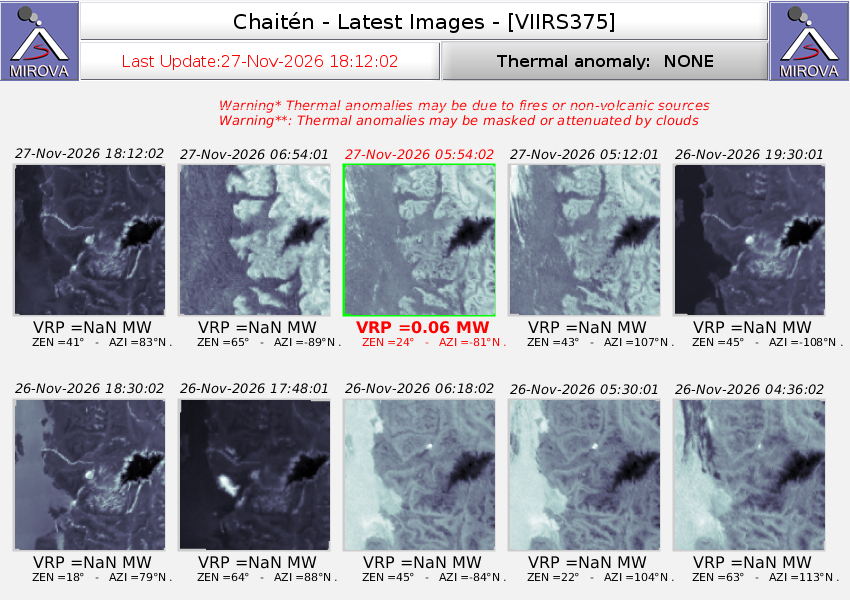 Chaitén - Latest Images - [VIIRS375]
MIROVA
MIROVA
Last Update:27-Nov-2026 18:12:02
Thermal anomaly: NONE
Warning* Thermal anomalies may be due to fires or non-volcanic sources
Warning**: Thermal anomalies may be masked or attenuated by clouds
27-Nov-2026 18:12:02 27-Nov-2026 06:54:01 27-Nov-2026 05:54:02 27-Nov-2026 05:12:01 26-Nov-2026 19:30:01
VRP =NaN MW VRP =NaN MW VRP =0.06 MW VRP =NaN MW VRP =NaN MW
ZEN =41° - AZI =83°N . ZEN =65° - AZI =-89°N . ZEN =24° - AZI =-81°N . ZEN =43° - AZI =107°N . ZEN =45° - AZI =-108°N .
26-Nov-2026 18:30:02 26-Nov-2026 17:48:01 26-Nov-2026 06:18:02 26-Nov-2026 05:30:01 26-Nov-2026 04:36:02
VRP =NaN MW VRP =NaN MW VRP =NaN MW VRP =NaN MW VRP =NaN MW
ZEN =18° - AZI =79°N . ZEN =64° - AZI =88°N . ZEN =45° - AZI =-84°N . ZEN =22° - AZI =104°N . ZEN =63° - AZI =113°N .